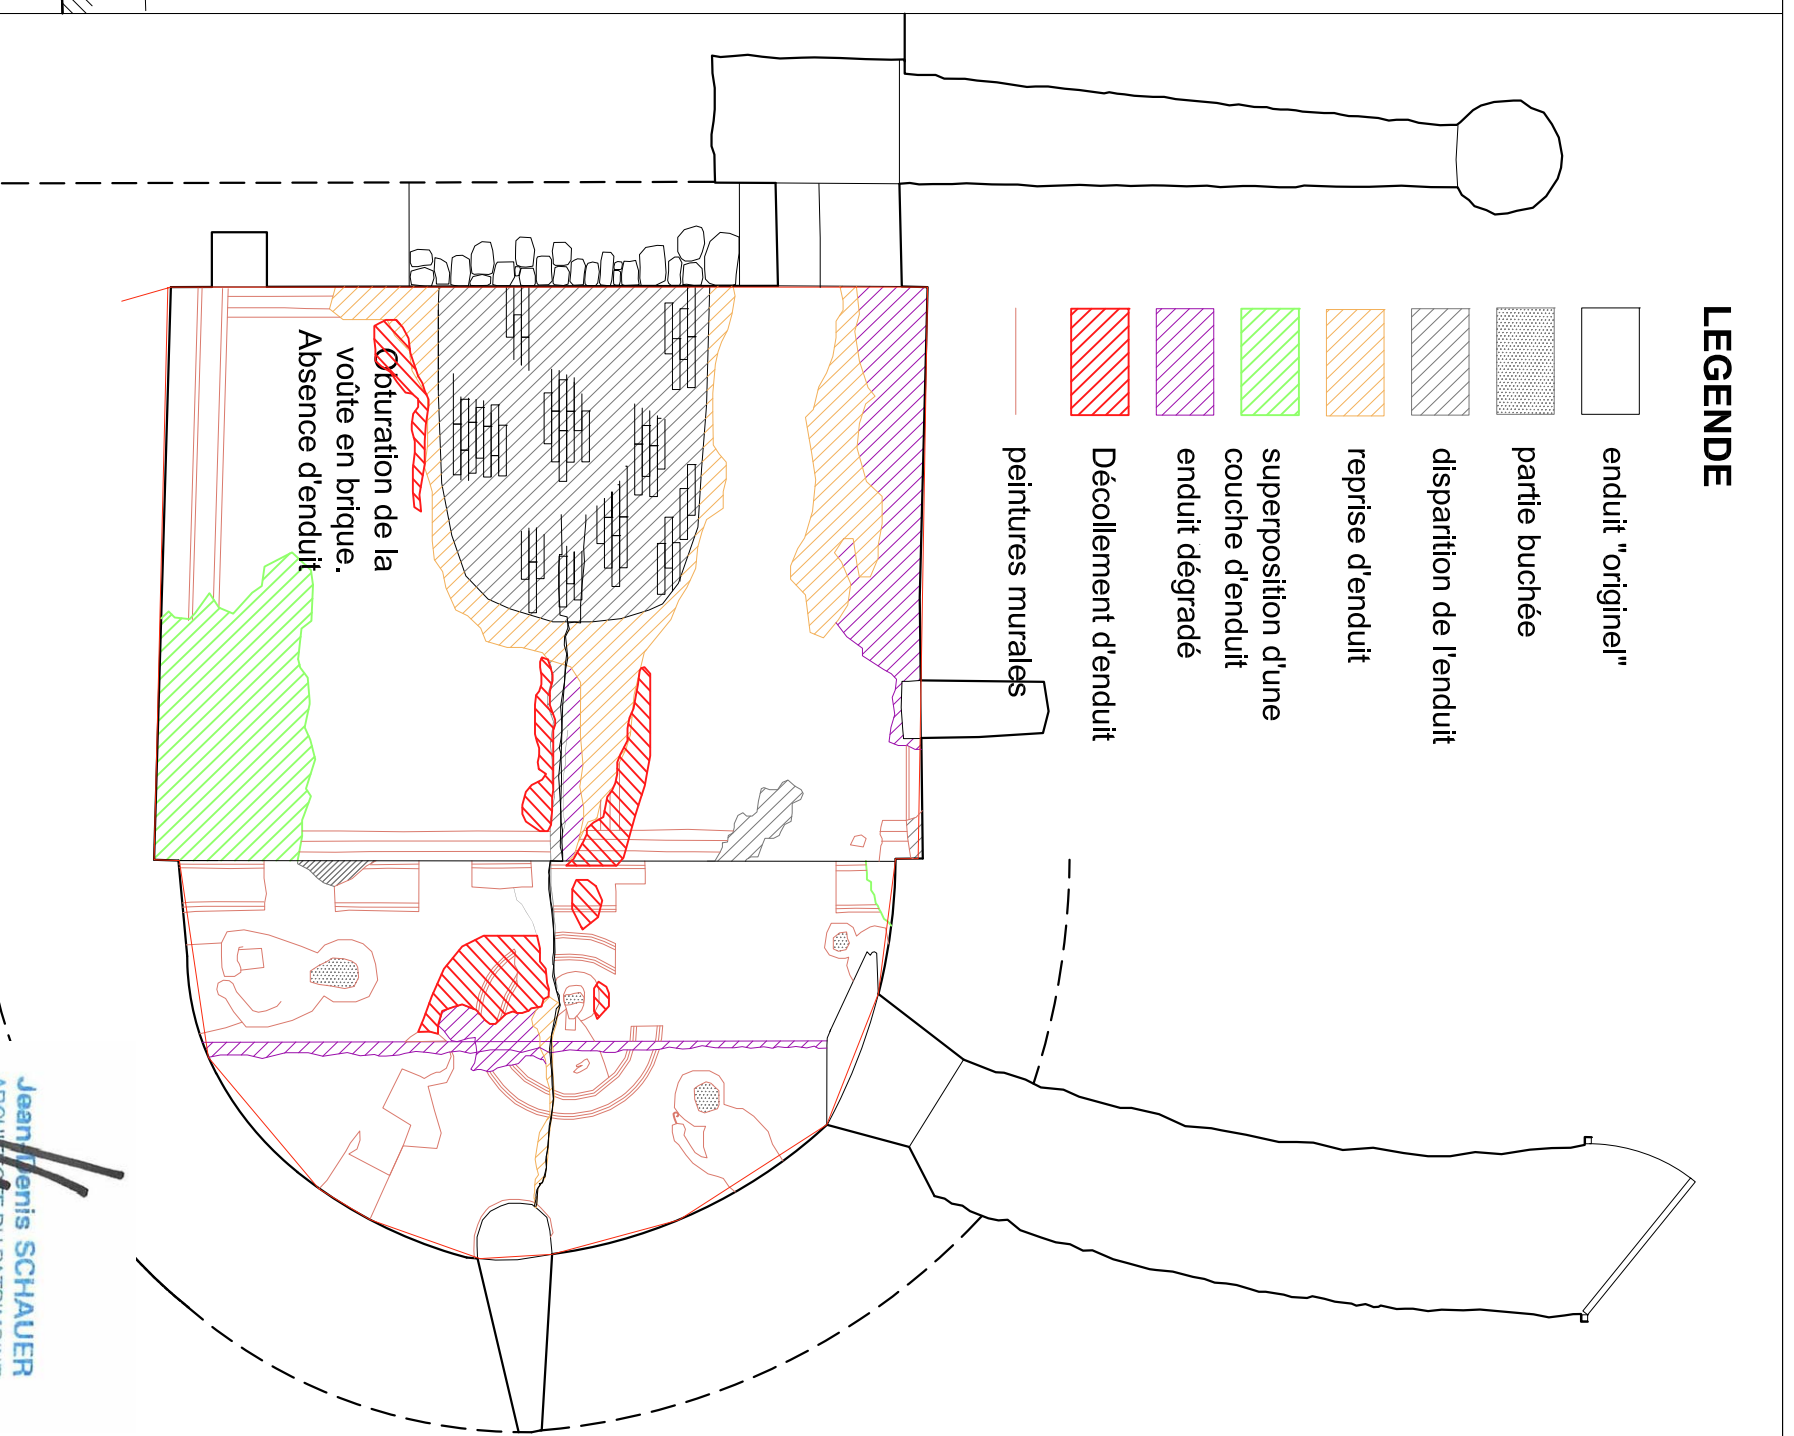 LEGENDE
enduit "originel"
partie buchée
disparition de l'enduit
reprise d'enduit
superposition d'une
couche d'enduit
enduit dégradé
Décollement d'enduit
peintures murales
Obturation de la
voûte en brique.
Absence d'enduit
Jean-Denis SCHAUER